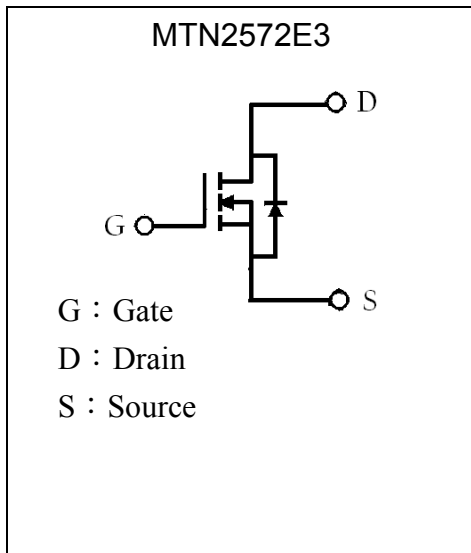 MTN2572E3
D
G
S
G：Gate
D：Drain
S：Source